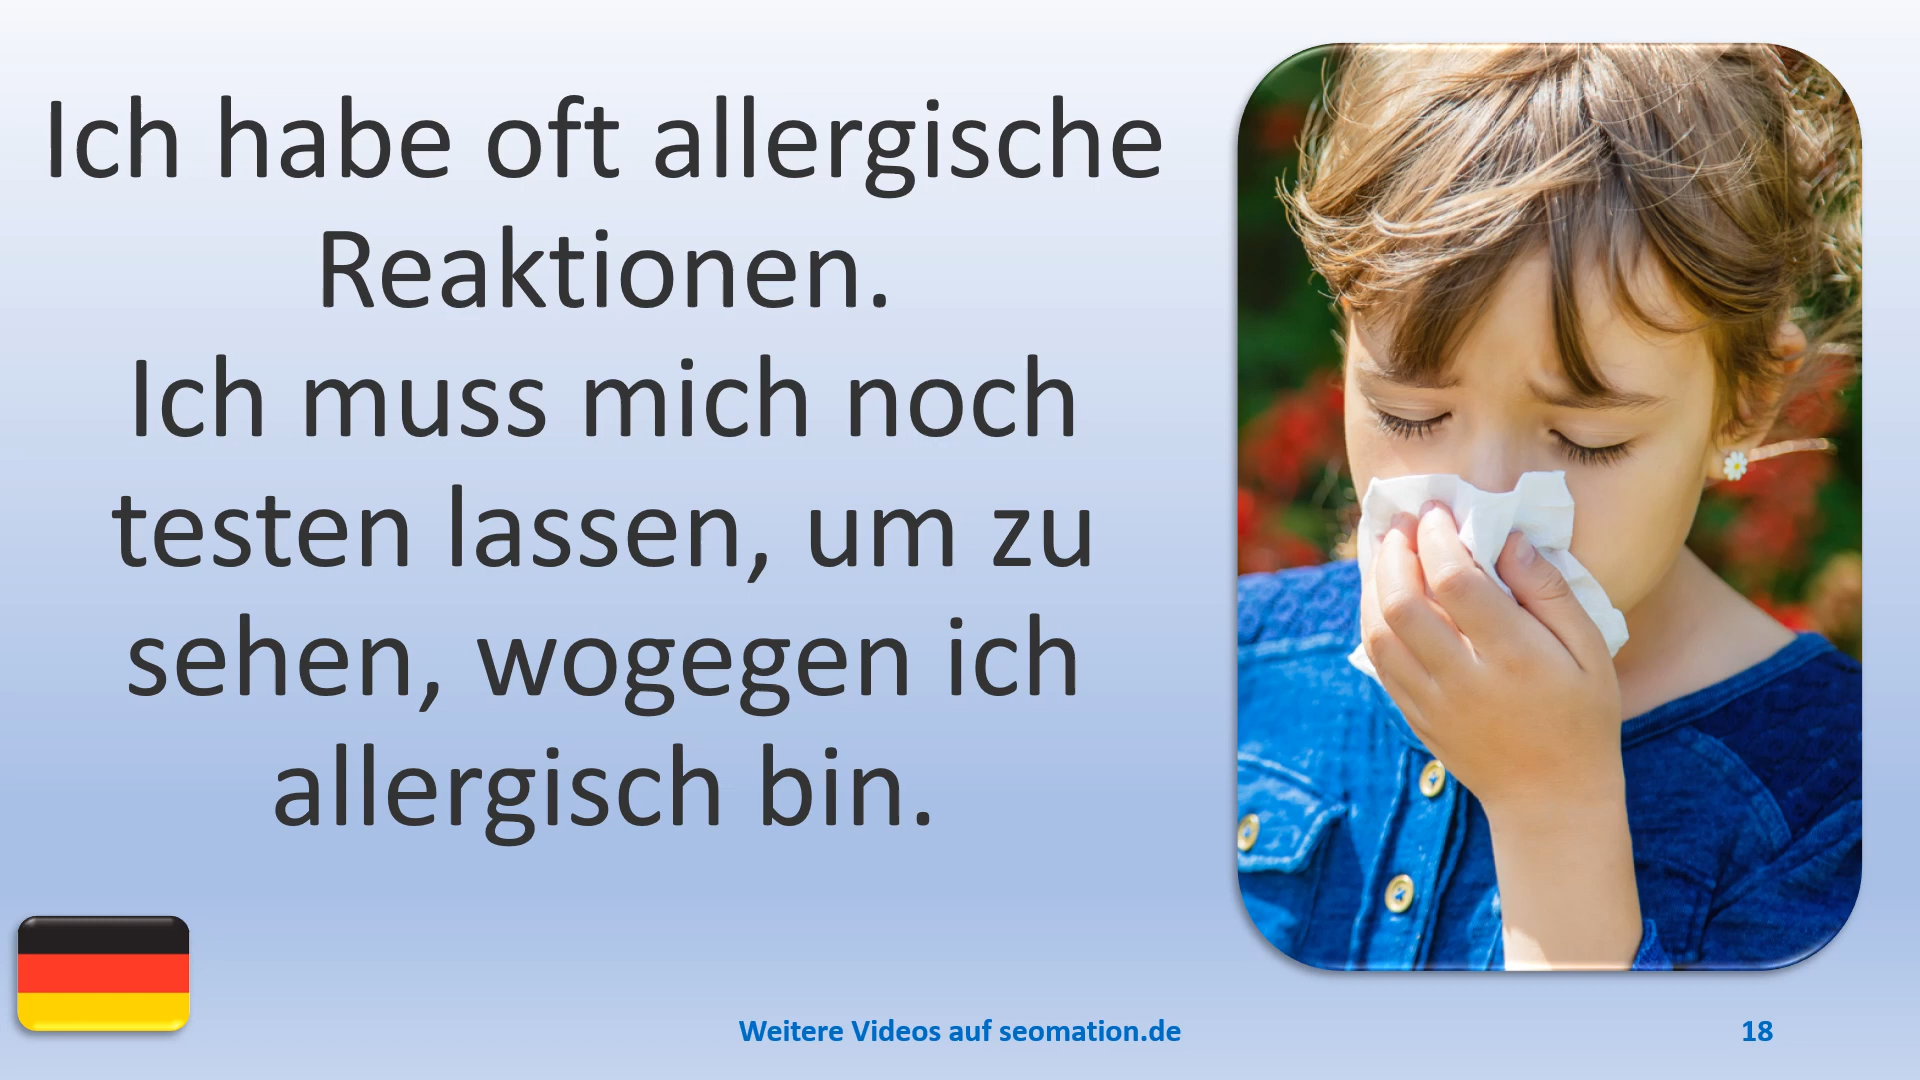 Ich habe oft allergische
Reaktionen.
Ich muss mich noch
testen lassen, um zu
sehen, wogegen ich
allergisch bin.
Weitere Videos auf seomation.de
18